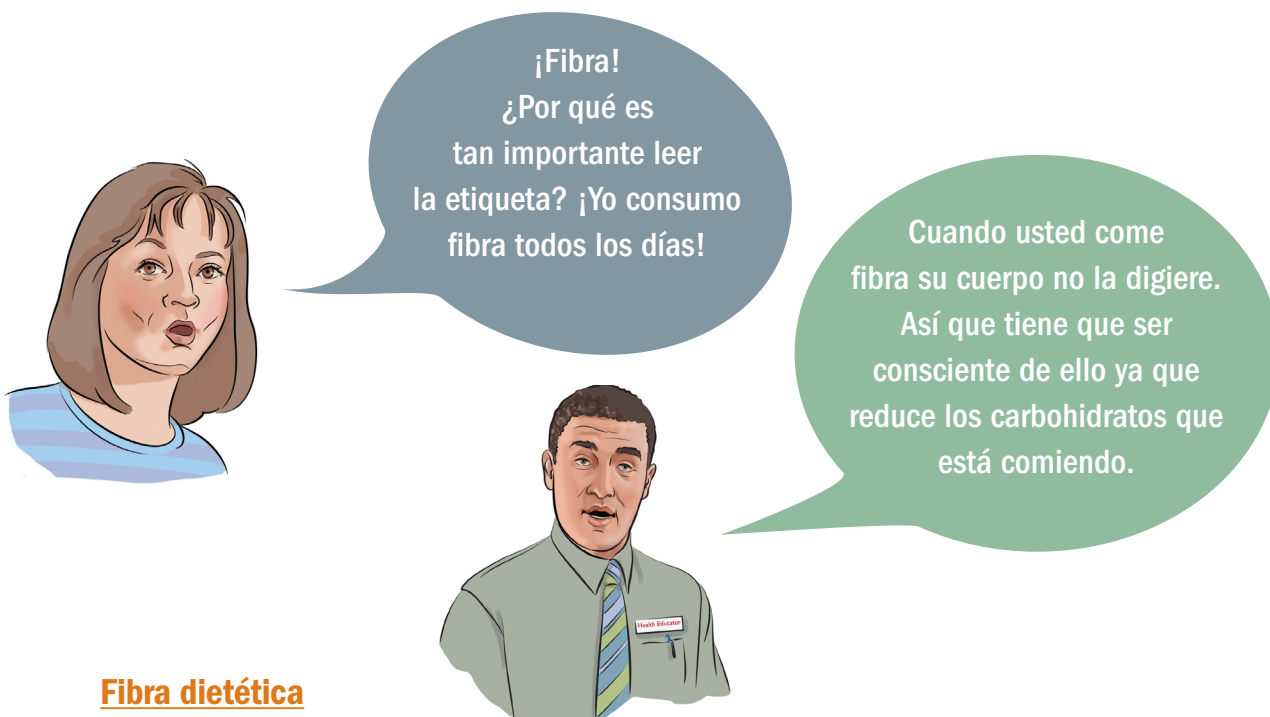 ¡Fibra!
¿Por qué es
tan importante leer
la etiqueta? ¡Yo consumo
fibra todos los días!
Cuando usted come
fibra su cuerpo no la digiere.
Así que tiene que ser
consciente de ello ya que
reduce los carbohidratos que
está comiendo.
Health Educator
Fibra dietética